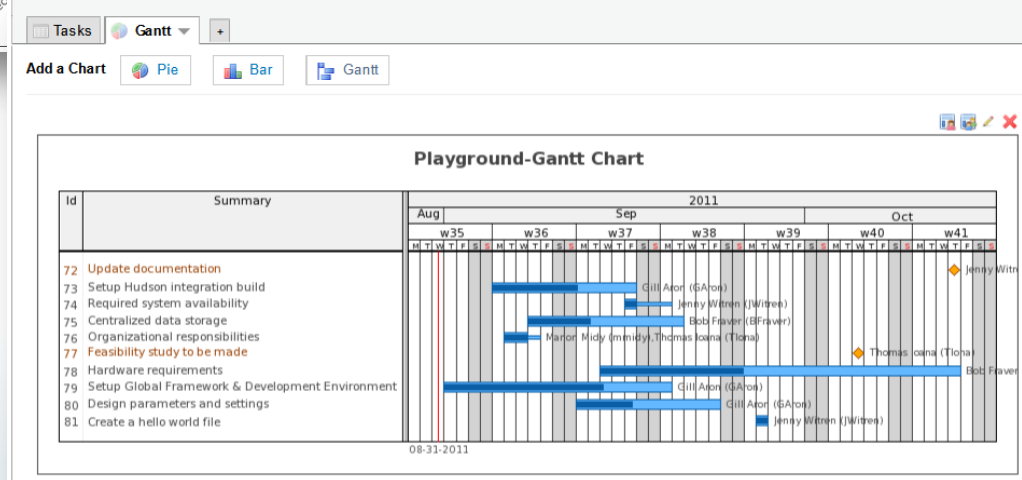 Tasks Gantt +
Add a Chart Pie Bar Gantt
Playground-Gantt Chart
Id Summary 2011
Aug Sep Oct
w35 w36 w37 w38 w39 w40 w41
M T W T F S S M T W T F S S M T W T F S S M T W T F S S M T W T F S S M T W T F S S M T W T F S S
72 Update documentation Jenny Witre
73 Setup Hudson integration build Gill Aron (GAron)
74 Required system availability Jenny Witren (JWitren)
75 Centralized data storage Bob Fraver (BFraver)
76 Organizational responsibilities Manon Midy (mmidy),Thomas Ioana (TIona)
77 Feasibility study to be made Thomas Ioana (TIona)
78 Hardware requirements Bob Fraver
79 Setup Global Framework & Development Environment Gill Aron (GAron)
80 Design parameters and settings Gill Aron (GAron)
81 Create a hello world file Jenny Witren (JWitren)
08-31-2011